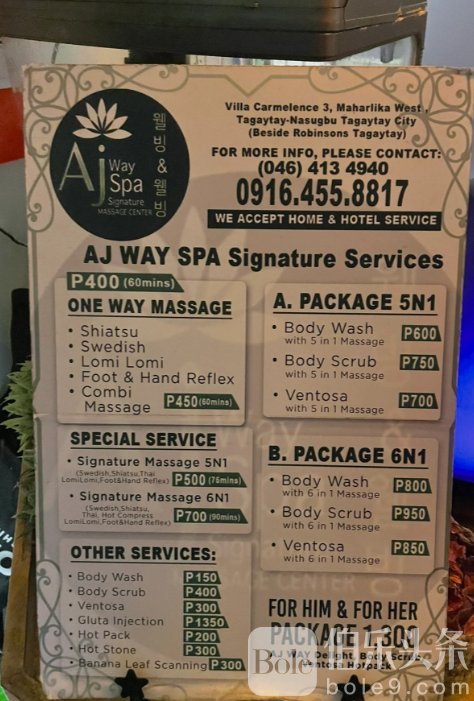 웰빙 & 웰빙
Aj Way Spa
Signature
MASSAGE CENTER
Villa Carmelence 3, Maharlika West.,
Tagaytay-Nasugbu Tagaytay City
(Beside Robinsons Tagaytay)
FOR MORE INFO, PLEASE CONTACT:
(046) 413 4940
0916.455.8817
WE ACCEPT HOME & HOTEL SERVICE
AJ WAY SPA Signature Services
P400 (60mins)
ONE WAY MASSAGE
• Shiatsu
• Swedish
• Lomi Lomi
• Foot & Hand Reflex
• Combi
Massage P450 (60mins)
SPECIAL SERVICE
• Signature Massage 5N1
(Swedish,Shiatsu,Thai
LomiLomi,Foot&Hand Reflex) P500 (75mins)
• Signature Massage 6N1
(Swedish,Shiatsu,
Thai, Hot Compress
LomiLomi,Foot&Hand Reflex) P700 (90mins)
OTHER SERVICES:
• Body Wash P150
• Body Scrub P400
• Ventosa P300
• Gluta Injection P1350
• Hot Pack P200
• Hot Stone P300
• Banana Leaf Scanning P300
A. PACKAGE 5N1
• Body Wash P600
with 5 in 1 Massage
• Body Scrub P750
with 5 in 1 Massage
• Ventosa P700
with 5 in 1 Massage
B. PACKAGE 6N1
• Body Wash P800
with 6 in 1 Massage
• Body Scrub P950
with 6 in 1 Massage
• Ventosa P850
with 6 in 1 Massage
FOR HIM & FOR HER
PACKAGE 1,300
AJ WAY Delight, Body Scrub
Ventosa Hotpack
Bole 伯乐头条
bole9.com